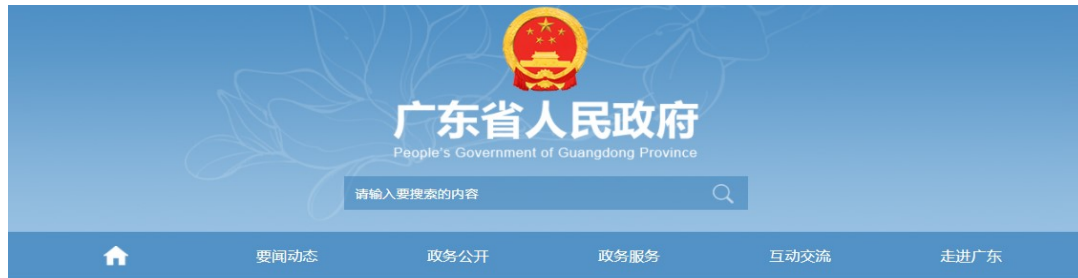 广东省人民政府
People's Government of Guangdong Province
请输入要搜索的内容
要闻动态 政务公开 政务服务 互动交流 走进广东